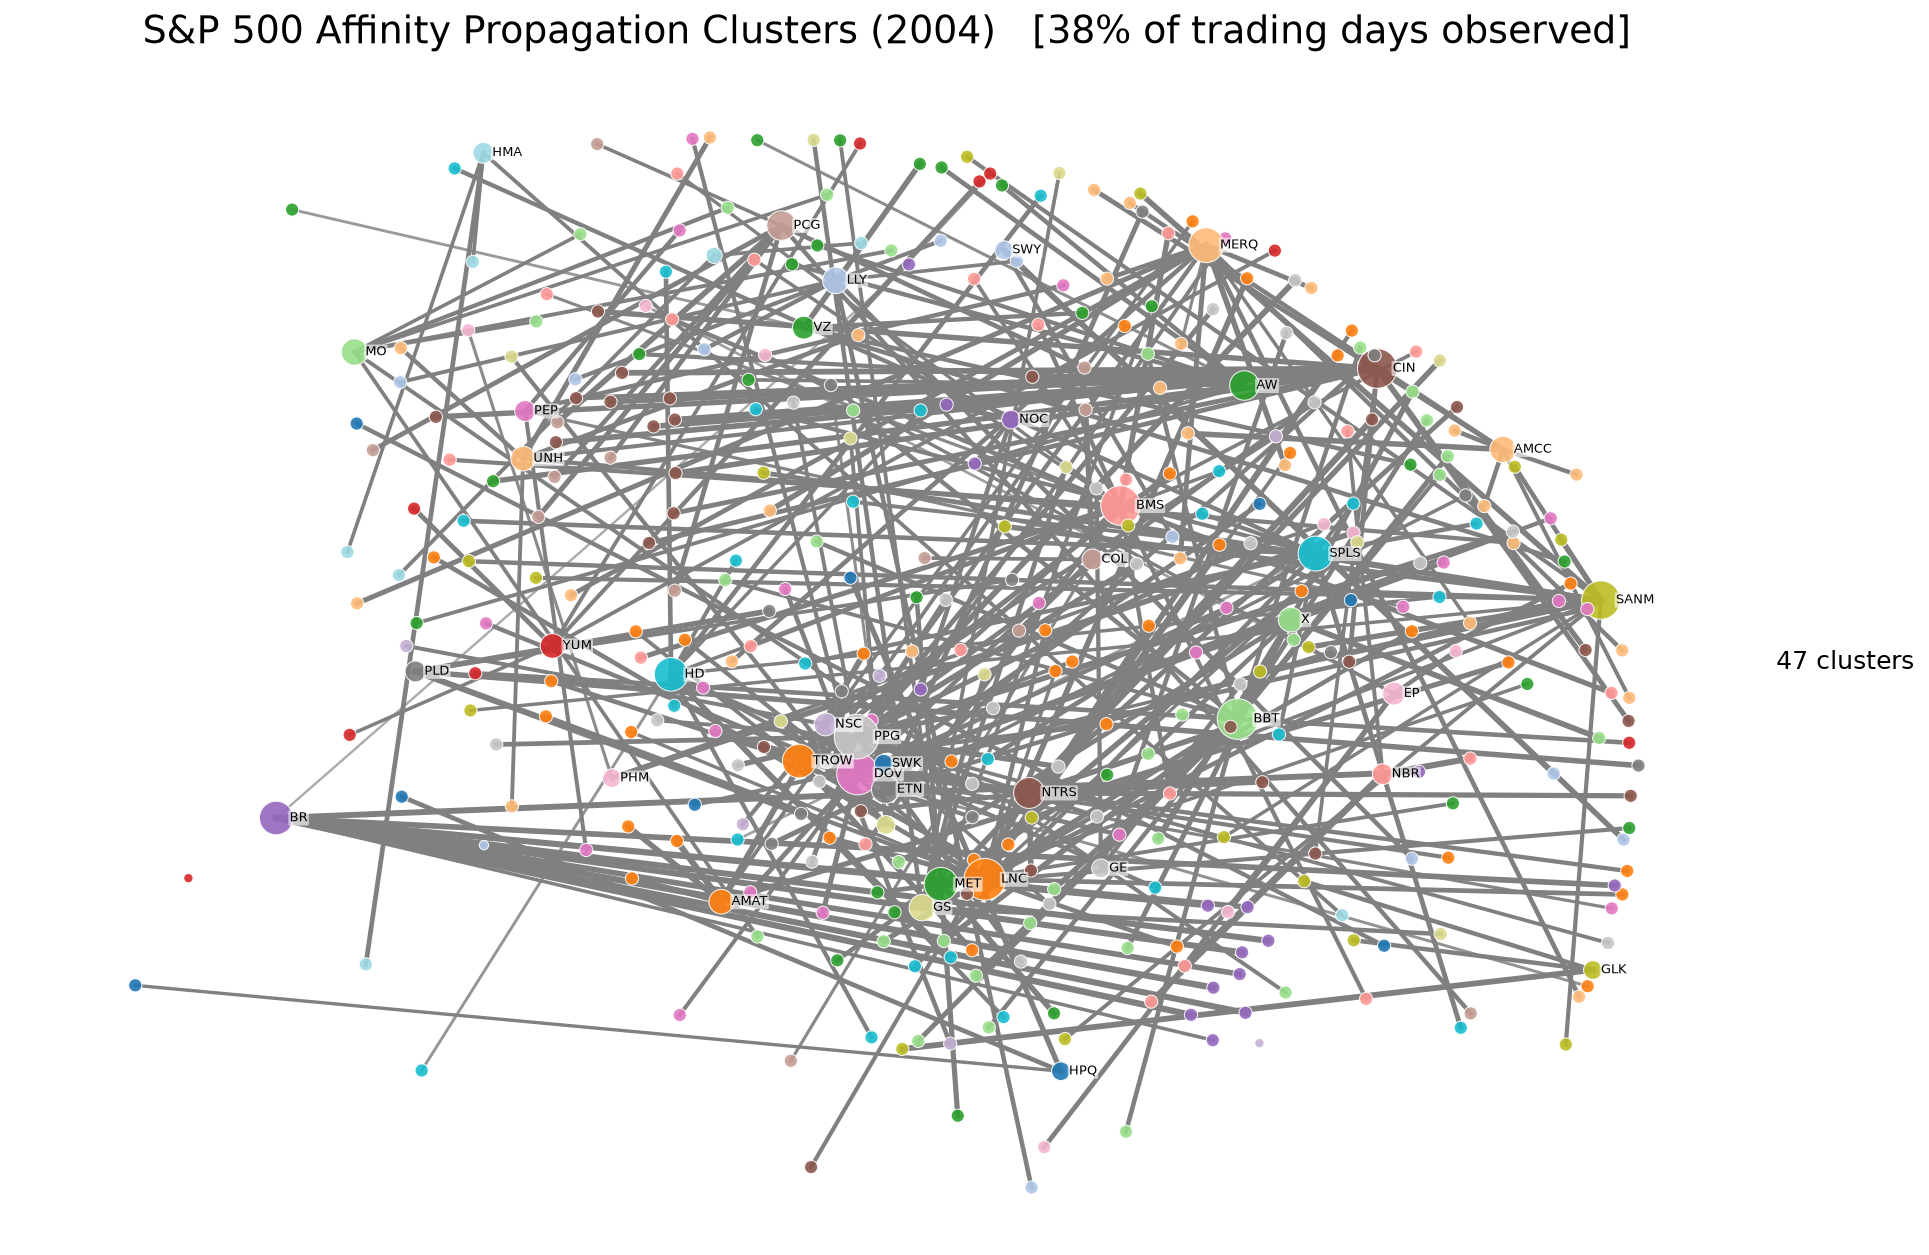 S&P 500 Affinity Propagation Clusters (2004)   [38% of trading days observed]
HMA
PCG
MERQ
SWY
LLY
VZ
MO
CIN
AW
PEP
NOC
AMCC
UNH
BMS
SPLS
COL
SANM
X
YUM
47 clusters
PLD
HD
EP
BBT
NSC
PPG
TROW
SWK
DOV
NBR
PHM
ETN
NTRS
BR
GE
LNC
MET
AMAT
GS
GLK
HPQ